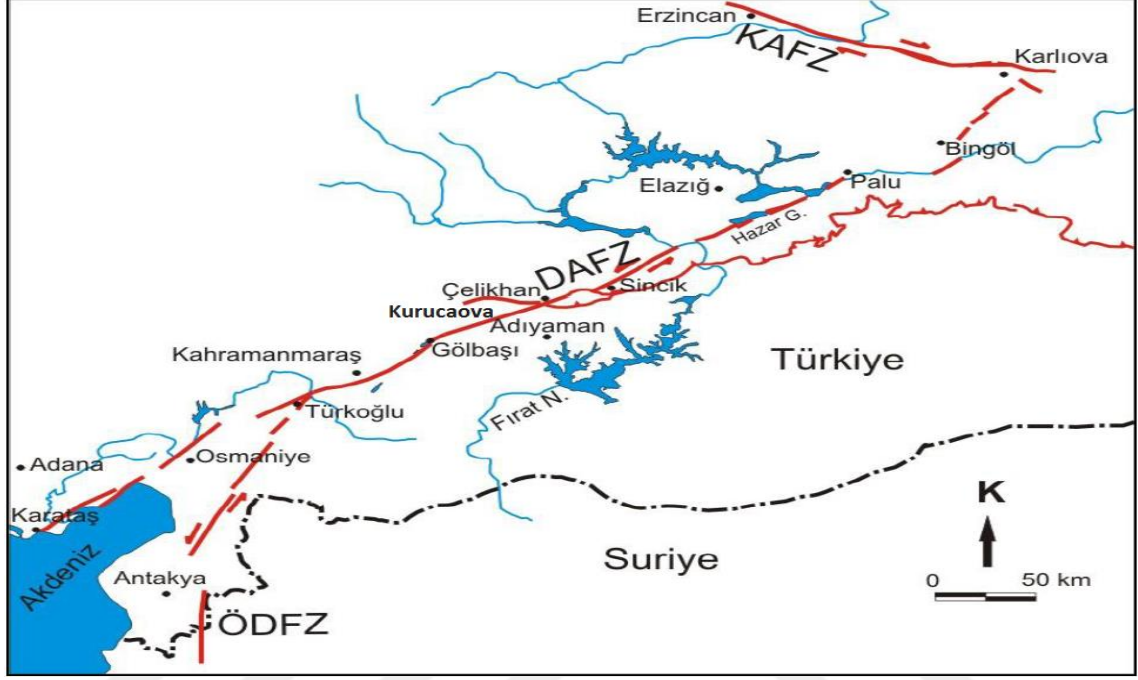 Erzincan
KAFZ
Karlıova
Bingöl
Elazığ
Palu
Hazar G.
DAFZ
Çelikhan
Sincik
Kurucaova
Adıyaman
Gölbaşı
Kahramanmaraş
Türkiye
Fırat N.
Türkoğlu
Osmaniye
Adana
Karataş
K
Akdeniz
Suriye
Antakya
0 50 km
ÖDFZ